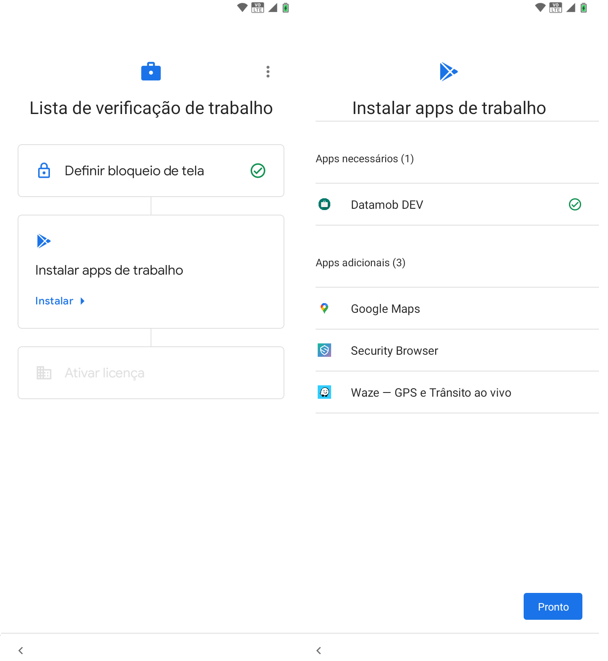 Lista de verificação de trabalho
Definir bloqueio de tela
Instalar apps de trabalho
Instalar
Ativar licença
Instalar apps de trabalho
Apps necessários (1)
Datamob DEV
Apps adicionais (3)
Google Maps
Security Browser
Waze — GPS e Trânsito ao vivo
Pronto